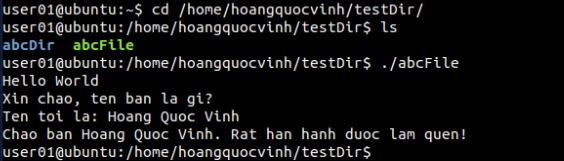 user01@ubuntu:~$ cd /home/hoangquocvinh/testDir/
user01@ubuntu:/home/hoangquocvinh/testDir$ ls
abcDir  abcFile
user01@ubuntu:/home/hoangquocvinh/testDir$ ./abcFile
Hello World
Xin chao, ten ban la gi?
Ten toi la: Hoang Quoc Vinh
Chao ban Hoang Quoc Vinh. Rat han hanh duoc lam quen!
user01@ubuntu:/home/hoangquocvinh/testDir$